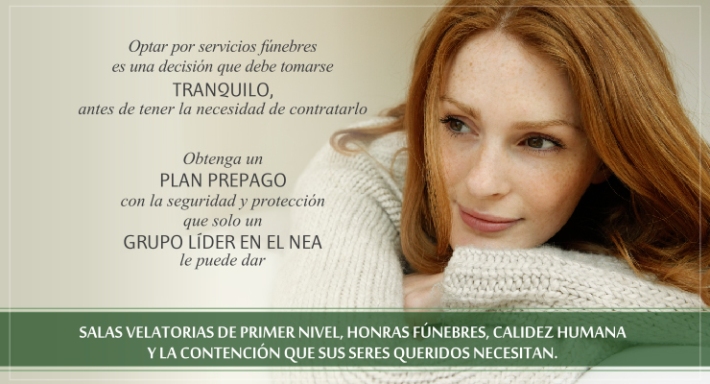 Optar por servicios fúnebres
es una decisión que debe tomarse
TRANQUILO,
antes de tener la necesidad de contratarlo
Obtenga un
PLAN PREPAGO
con la seguridad y protección
que solo un
GRUPO LÍDER EN EL NEA
le puede dar
SALAS VELATORIAS DE PRIMER NIVEL, HONRAS FÚNEBRES, CALIDEZ HUMANA
Y LA CONTENCIÓN QUE SUS SERES QUERIDOS NECESITAN.